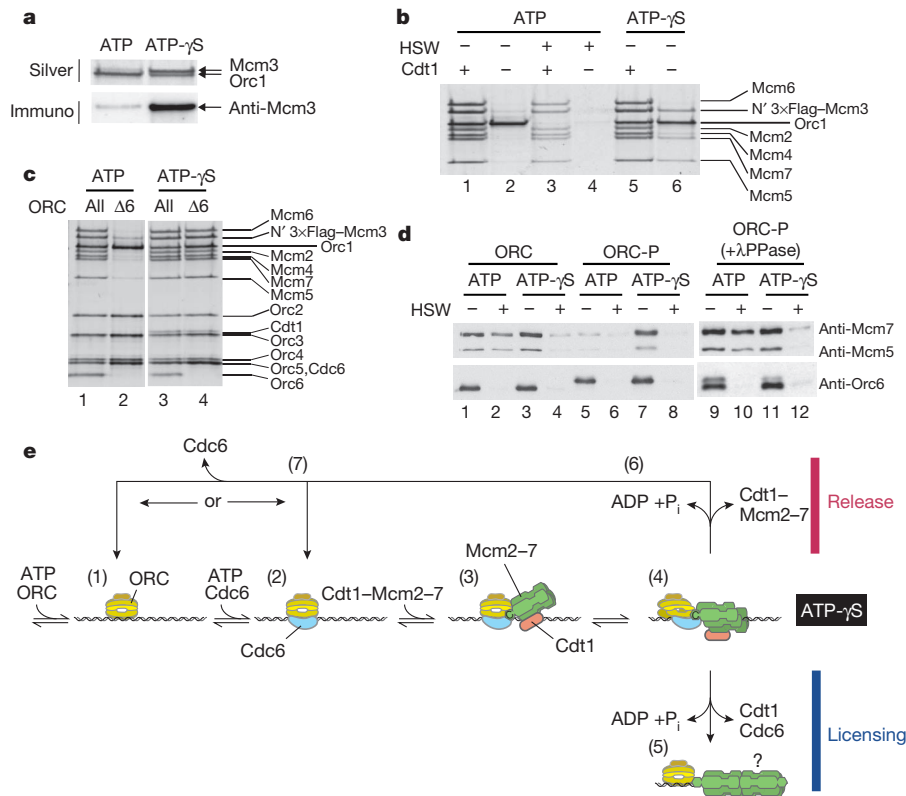 a
ATP ATP-γS
Silver
Mcm3
Orc1
Immuno
Anti-Mcm3
b
ATP ATP-γS
HSW – – + + – –
Cdt1 + – + – + –
Mcm6
N′ 3×Flag–Mcm3
Orc1
Mcm2
Mcm4
Mcm7
Mcm5
1 2 3 4 5 6
c
ATP ATP-γS
ORC All Δ6 All Δ6
Mcm6
N′ 3×Flag–Mcm3
Orc1
Mcm2
Mcm4
Mcm7
Mcm5
Orc2
Cdt1
Orc3
Orc4
Orc5,Cdc6
Orc6
1 2 3 4
d
ORC ORC-P ORC-P
(+λPPase)
ATP ATP-γS ATP ATP-γS ATP ATP-γS
HSW – + – + – + – + – + – +
Anti-Mcm7
Anti-Mcm5
Anti-Orc6
1 2 3 4 5 6 7 8 9 10 11 12
e
Cdc6
(7)
(6)
or
ADP +Pi
Cdt1–
Mcm2–7
Release
ATP
ORC
(1)
ORC
ATP
Cdc6
(2)
Cdc6
Cdt1–Mcm2–7
Mcm2–7
(3)
Cdt1
(4)
ATP-γS
ADP +Pi
Cdt1
Cdc6
Licensing
(5)
?